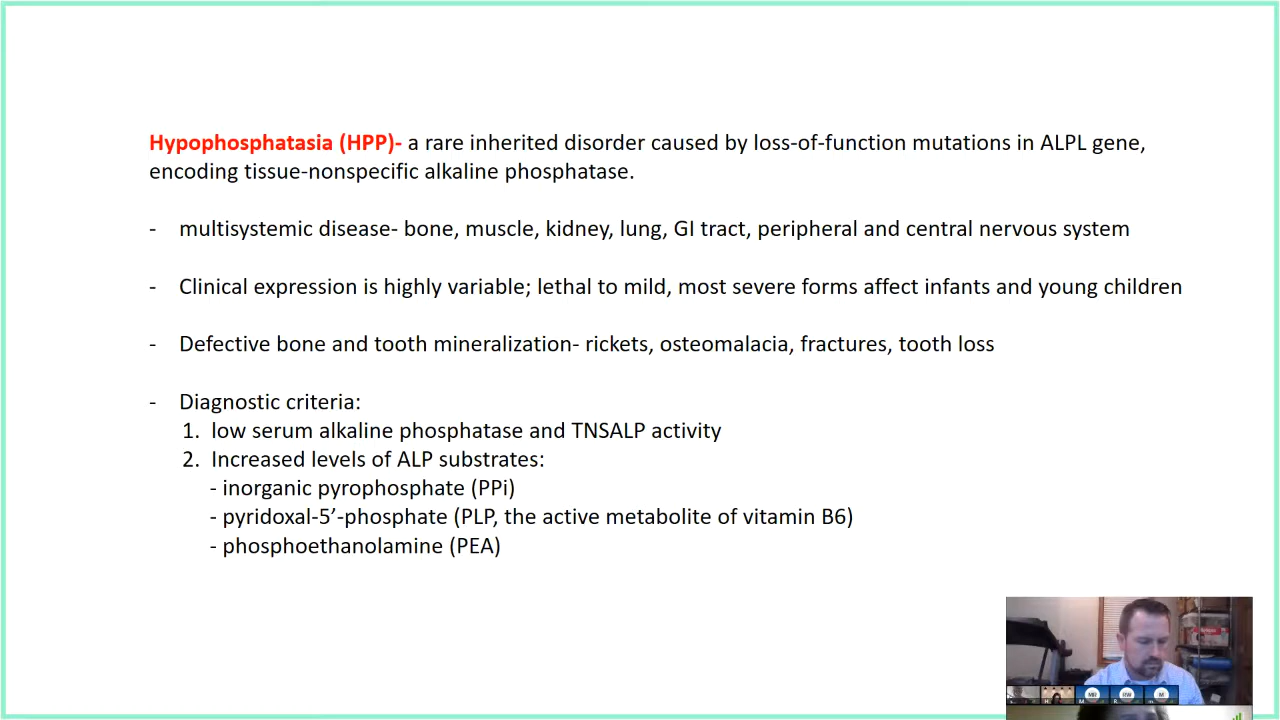 Hypophosphatasia (HPP)- a rare inherited disorder caused by loss-of-function mutations in ALPL gene,
encoding tissue-nonspecific alkaline phosphatase.
- multisystemic disease- bone, muscle, kidney, lung, GI tract, peripheral and central nervous system
- Clinical expression is highly variable; lethal to mild, most severe forms affect infants and young children
- Defective bone and tooth mineralization- rickets, osteomalacia, fractures, tooth loss
- Diagnostic criteria:
1. low serum alkaline phosphatase and TNSALP activity
2. Increased levels of ALP substrates:
- inorganic pyrophosphate (PPi)
- pyridoxal-5’-phosphate (PLP, the active metabolite of vitamin B6)
- phosphoethanolamine (PEA)
MR RW M